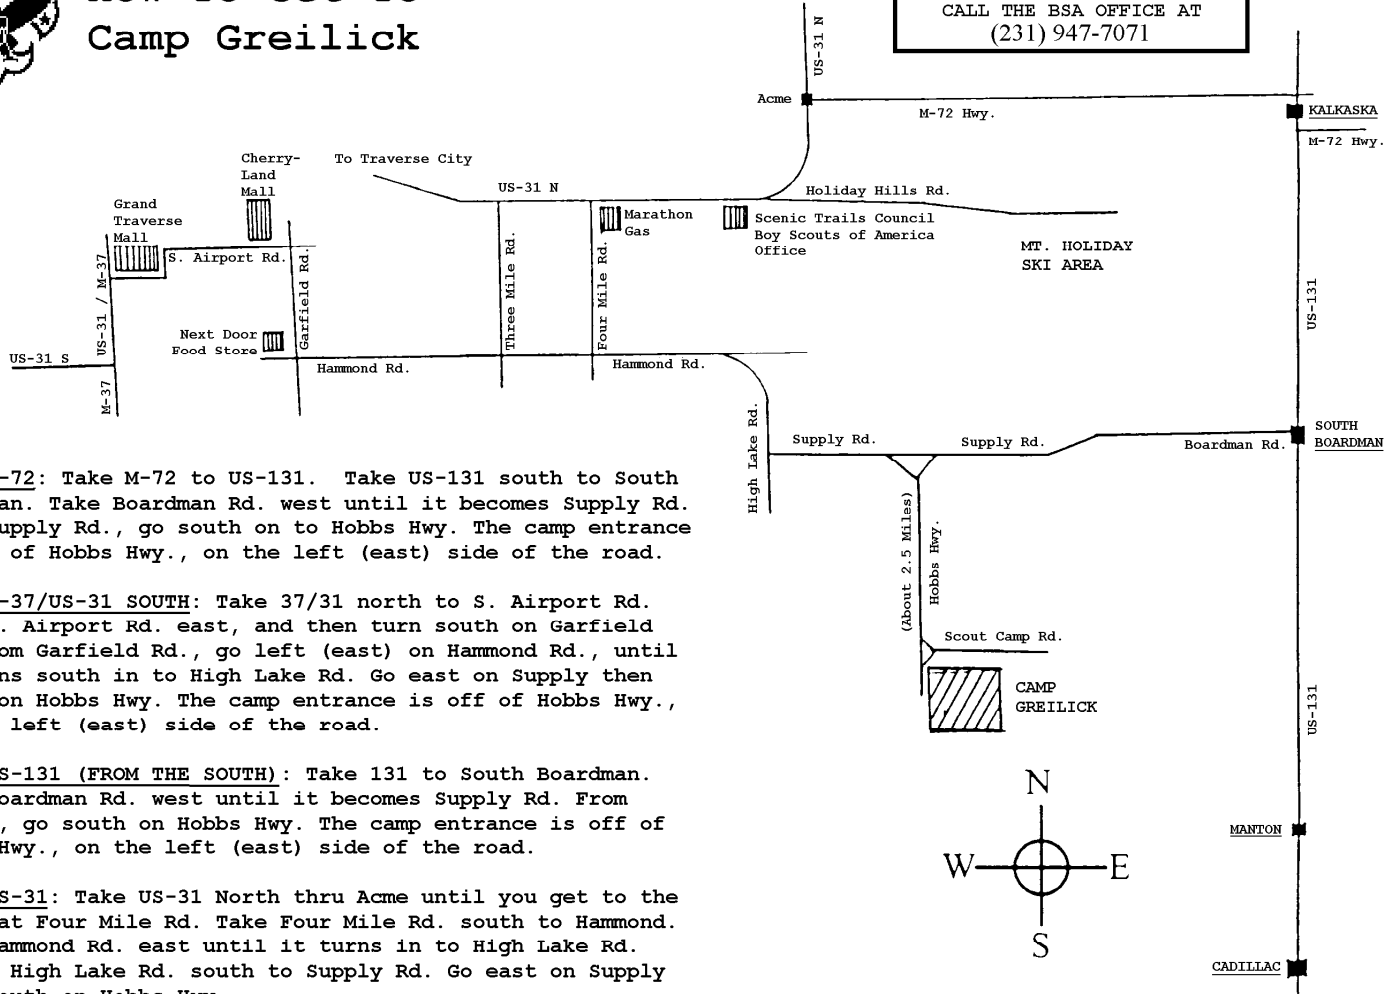 Camp Greilick
CALL THE BSA OFFICE AT
(231) 947-7071
US-31 N
Acme
M-72 Hwy.
KALKASKA
M-72 Hwy.
Cherry-
Land
Mall
To Traverse City
US-31 N
Holiday Hills Rd.
Grand
Traverse
Mall
Marathon
Gas
Scenic Trails Council
Boy Scouts of America
Office
MT. HOLIDAY
SKI AREA
S. Airport Rd.
US-31 / M-37
Garfield Rd.
Three Mile Rd.
Four Mile Rd.
US-131
Next Door
Food Store
US-31 S
M-37
Hammond Rd.
Hammond Rd.
High Lake Rd.
Supply Rd.
Supply Rd.
Boardman Rd.
SOUTH
BOARDMAN
-72: Take M-72 to US-131. Take US-131 south to South
an. Take Boardman Rd. west until it becomes Supply Rd.
upply Rd., go south on to Hobbs Hwy. The camp entrance
of Hobbs Hwy., on the left (east) side of the road.
-37/US-31 SOUTH: Take 37/31 north to S. Airport Rd.
. Airport Rd. east, and then turn south on Garfield
om Garfield Rd., go left (east) on Hammond Rd., until
ns south in to High Lake Rd. Go east on Supply then
on Hobbs Hwy. The camp entrance is off of Hobbs Hwy.,
left (east) side of the road.
S-131 (FROM THE SOUTH): Take 131 to South Boardman.
oardman Rd. west until it becomes Supply Rd. From
, go south on Hobbs Hwy. The camp entrance is off of
Hwy., on the left (east) side of the road.
S-31: Take US-31 North thru Acme until you get to the
at Four Mile Rd. Take Four Mile Rd. south to Hammond.
ammond Rd. east until it turns in to High Lake Rd.
High Lake Rd. south to Supply Rd. Go east on Supply
(About 2.5 Miles)
Hobbs Hwy.
Scout Camp Rd.
CAMP
GREILICK
US-131
MANTON
CADILLAC
N
W
E
S